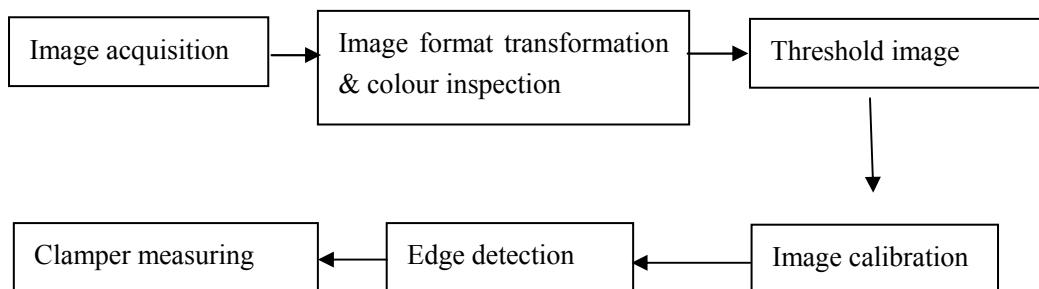 Image acquisition
Image format transformation
& colour inspection
Threshold image
Image calibration
Edge detection
Clamper measuring